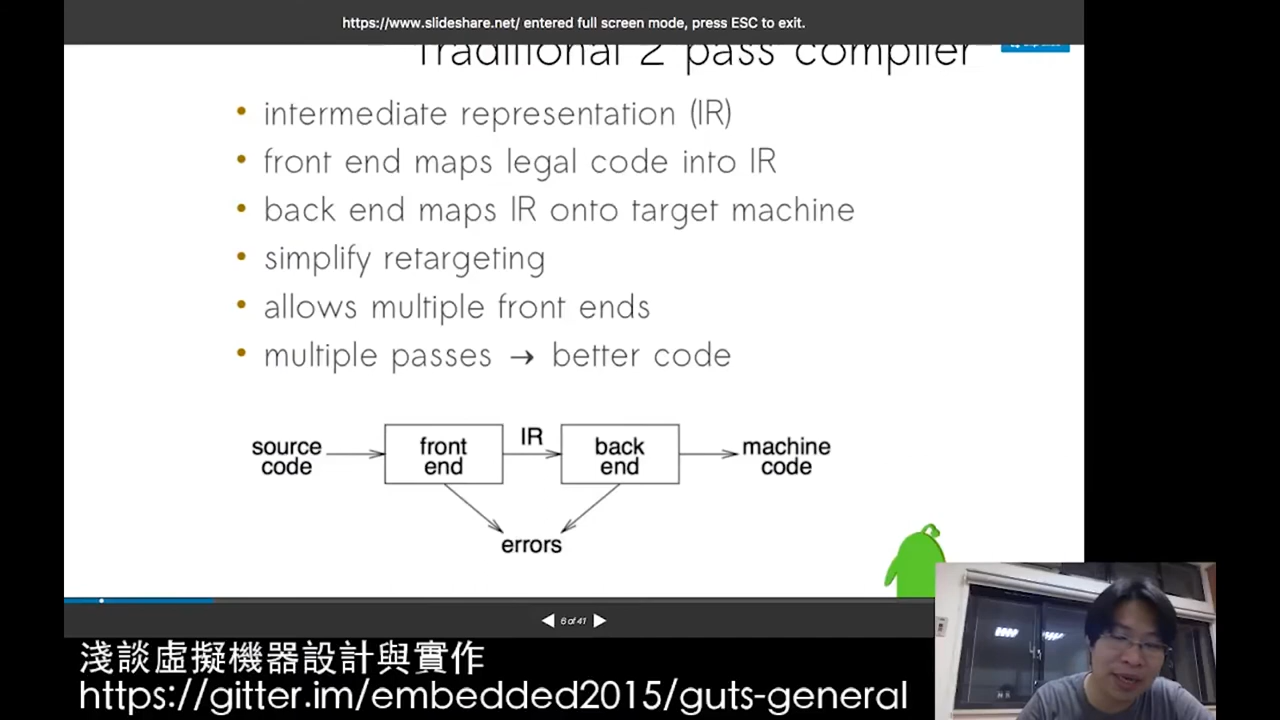 https://www.slideshare.net/ entered full screen mode, press ESC to exit.
Traditional 2 pass compiler
• intermediate representation (IR)
• front end maps legal code into IR
• back end maps IR onto target machine
• simplify retargeting
• allows multiple front ends
• multiple passes → better code
source code
front end
IR
back end
machine code
errors
6 of 41
淺談虛擬機器設計與實作
https://gitter.im/embedded2015/guts-general